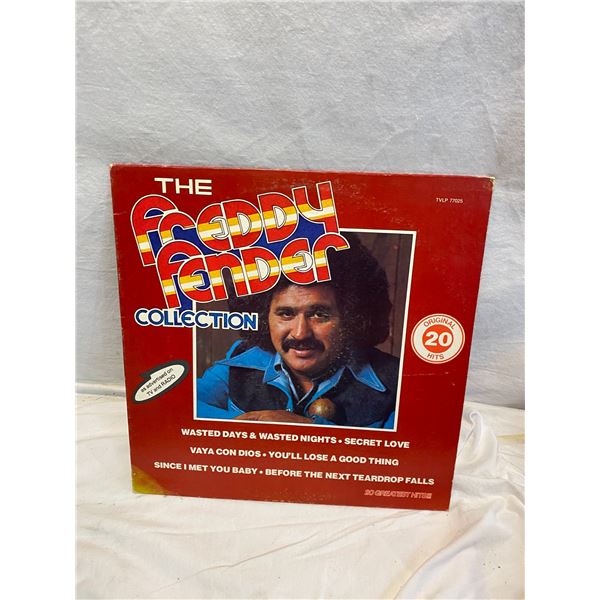 THE
FREDDY
FENDER
COLLECTION
TVLP 77025
ORIGINAL
20
HITS
as advertised on
TV and RADIO
WASTED DAYS & WASTED NIGHTS • SECRET LOVE
VAYA CON DIOS • YOU'LL LOSE A GOOD THING
SINCE I MET YOU BABY • BEFORE THE NEXT TEARDROP FALLS
20 GREATEST HITS!!